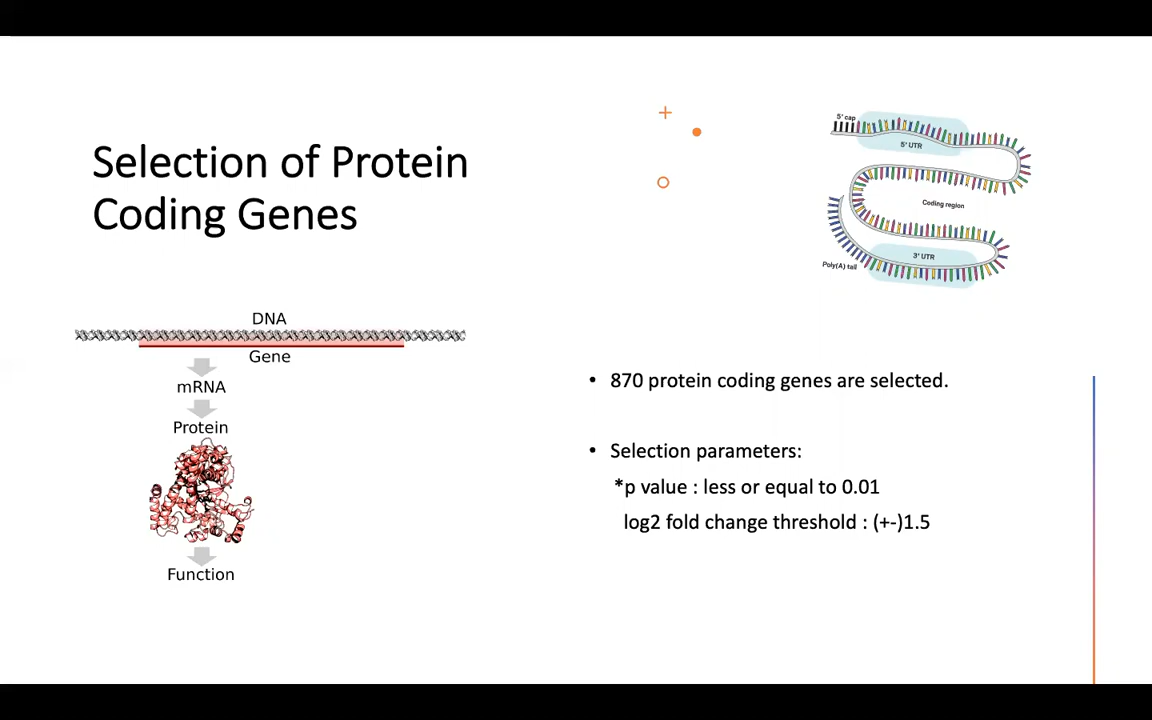 Selection of Protein
Coding Genes
5' cap
5' UTR
Coding region
3' UTR
Poly(A) tail
DNA
Gene
mRNA
Protein
Function
• 870 protein coding genes are selected.
• Selection parameters:
*p value : less or equal to 0.01
log2 fold change threshold : (+-)1.5